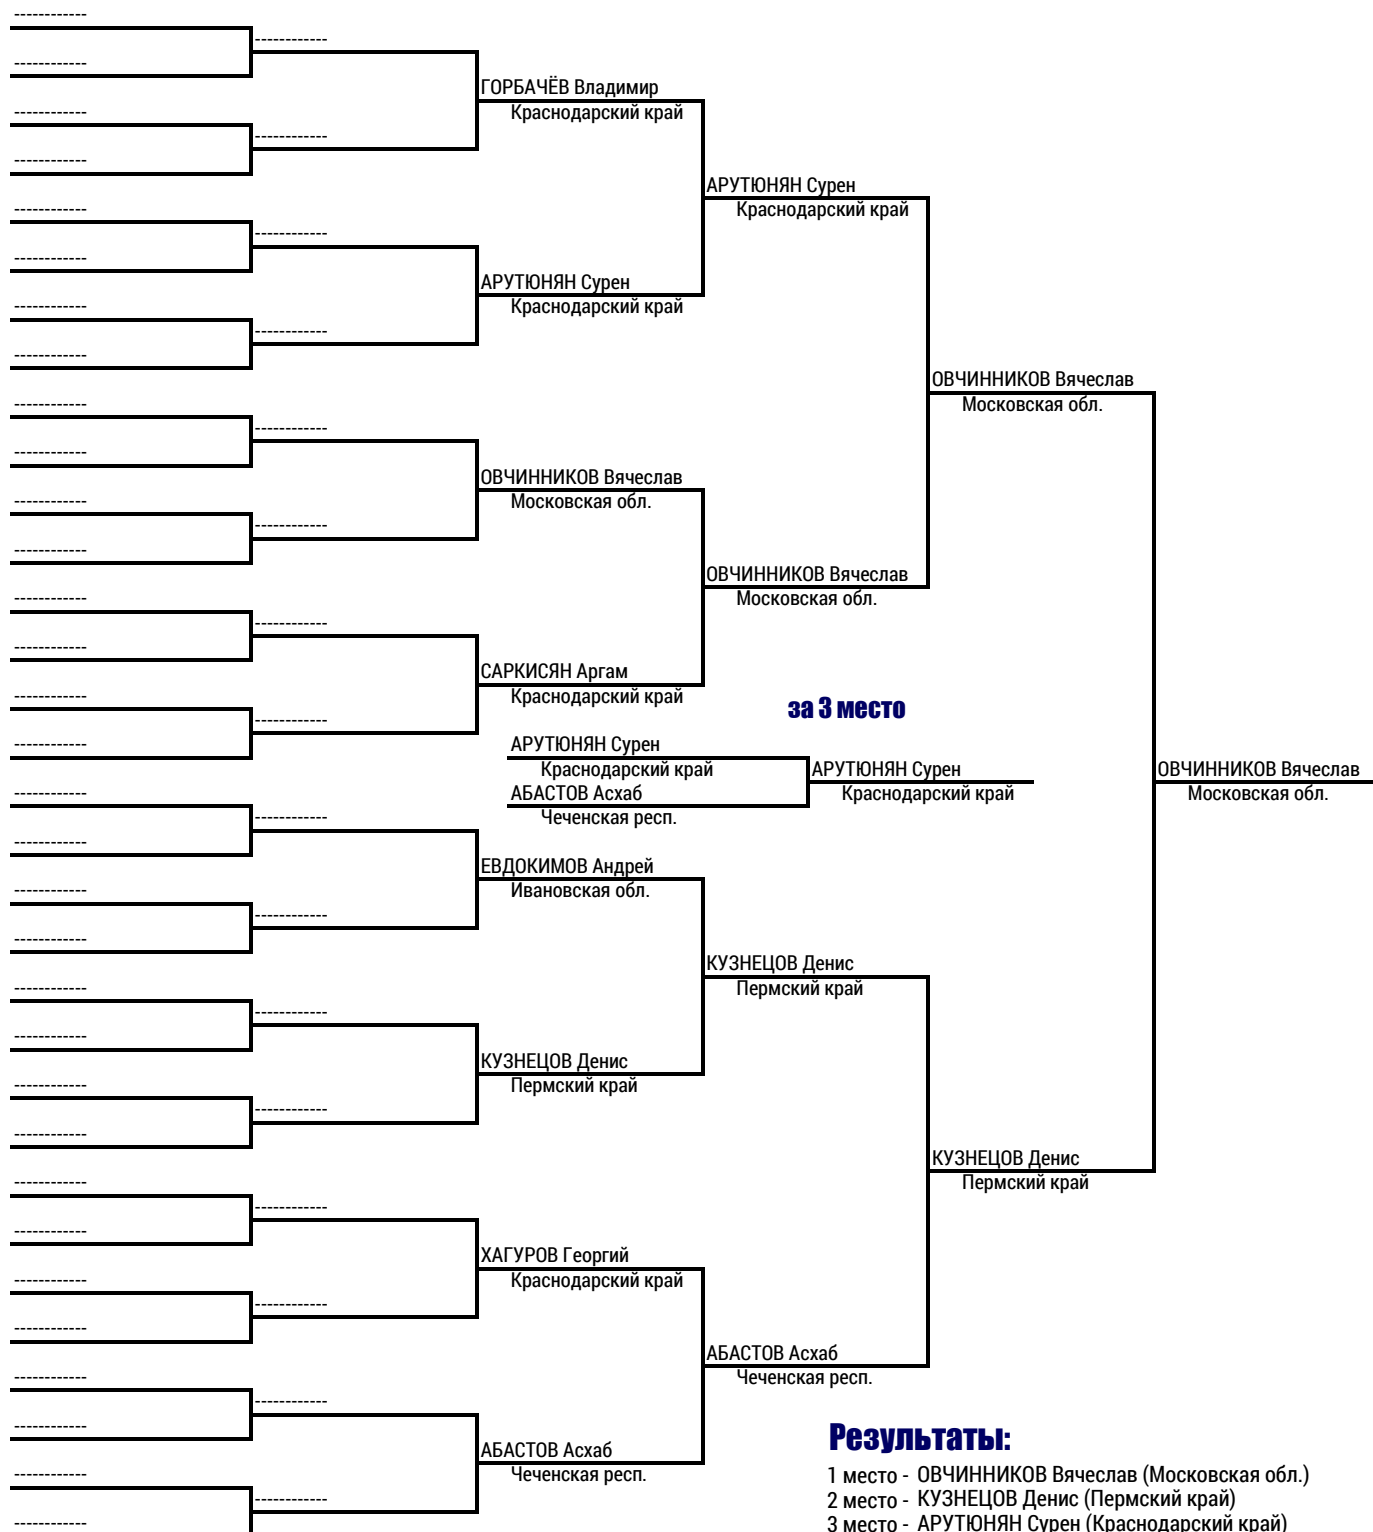 ------------
------------
------------
------------
ГОРБАЧЁВ Владимир
Краснодарский край
------------
------------
------------
АРУТЮНЯН Сурен
Краснодарский край
------------
------------
------------
АРУТЮНЯН Сурен
Краснодарский край
------------
------------
------------
ОВЧИННИКОВ Вячеслав
Московская обл.
------------
------------
------------
ОВЧИННИКОВ Вячеслав
Московская обл.
------------
------------
------------
ОВЧИННИКОВ Вячеслав
Московская обл.
------------
------------
------------
САРКИСЯН Аргам
Краснодарский край
------------
------------
------------
за 3 место
АРУТЮНЯН Сурен
Краснодарский край
АБАСТОВ Асхаб
Чеченская респ.
АРУТЮНЯН Сурен
Краснодарский край
ОВЧИННИКОВ Вячеслав
Московская обл.
------------
------------
------------
ЕВДОКИМОВ Андрей
Ивановская обл.
------------
------------
------------
КУЗНЕЦОВ Денис
Пермский край
------------
------------
------------
КУЗНЕЦОВ Денис
Пермский край
------------
------------
------------
КУЗНЕЦОВ Денис
Пермский край
------------
------------
------------
ХАГУРОВ Георгий
Краснодарский край
------------
------------
------------
АБАСТОВ Асхаб
Чеченская респ.
------------
------------
------------
АБАСТОВ Асхаб
Чеченская респ.
------------
------------
------------
Результаты:
1 место - ОВЧИННИКОВ Вячеслав (Московская обл.)
2 место - КУЗНЕЦОВ Денис (Пермский край)
3 место - АРУТЮНЯН Сурен (Краснодарский край)